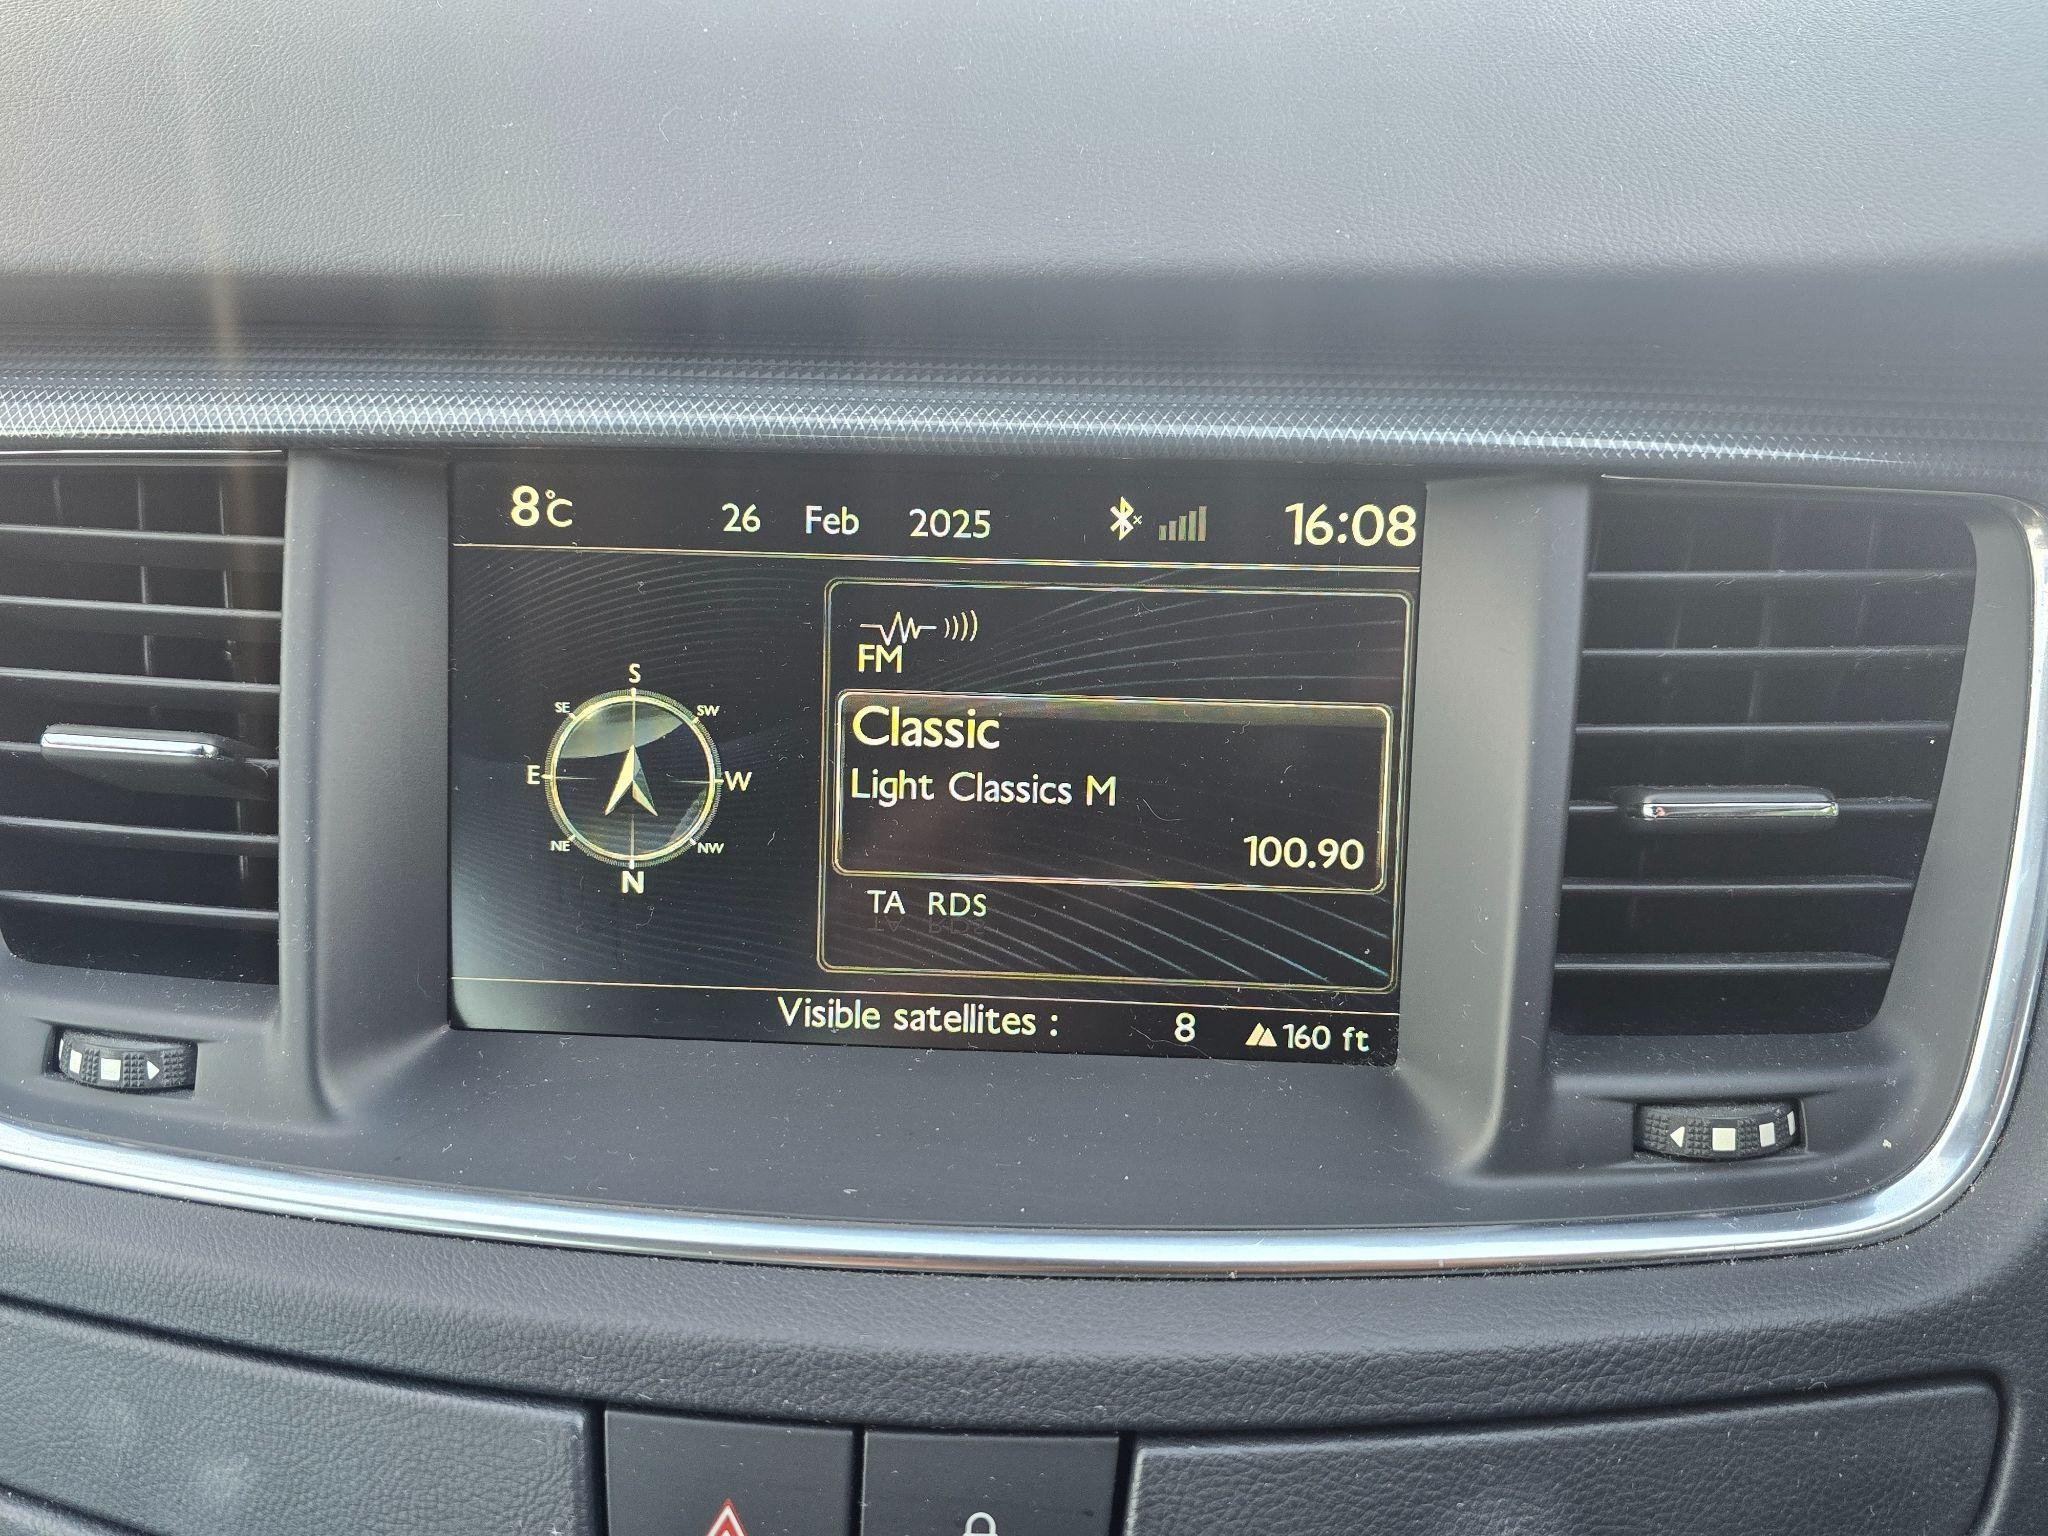 8°C 26 Feb 2025 16:08
FM
Classic
Light Classics M
100.90
TA RDS
S
SE SW
E W
NE NW
N
Visible satellites : 8 160 ft